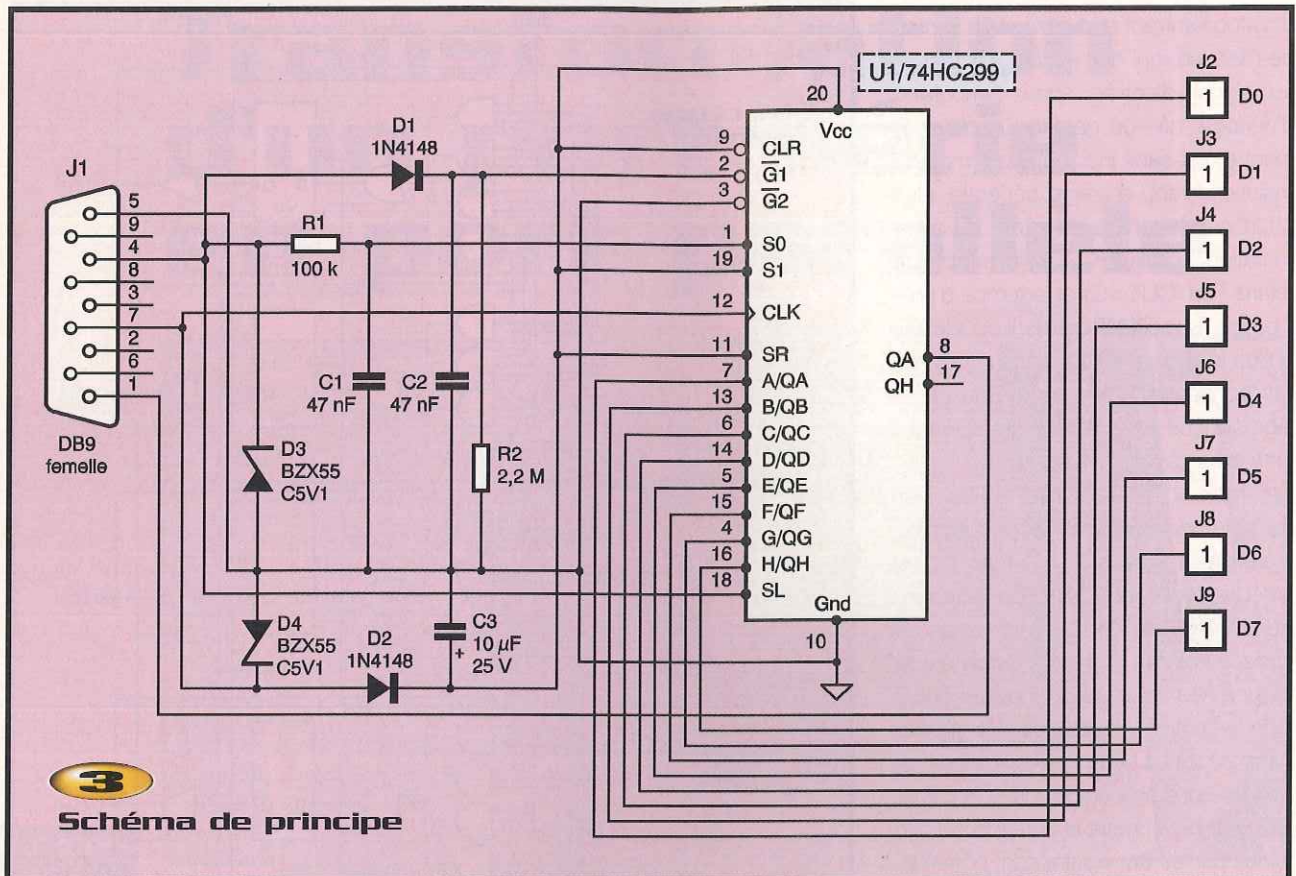 U1/74HC299
J1
DB9
femelle
5
9
4
8
3
7
2
6
1
D1
1N4148
R1
100 k
C1
47 nF
C2
47 nF
R2
2,2 M
D3
BZX55
C5V1
D4
BZX55
C5V1
D2
1N4148
C3
10 µF
+ 25 V
20
Vcc
9 CLR
2 G1
3 G2
1 S0
19 S1
12 CLK
11 SR
7 A/QA
13 B/QB
6 C/QC
14 D/QD
5 E/QE
15 F/QF
4 G/QG
16 H/QH
18 SL
Gnd
10
QA 8
QH 17
J2
1 D0
J3
1 D1
J4
1 D2
J5
1 D3
J6
1 D4
J7
1 D5
J8
1 D6
J9
1 D7
3
Schéma de principe